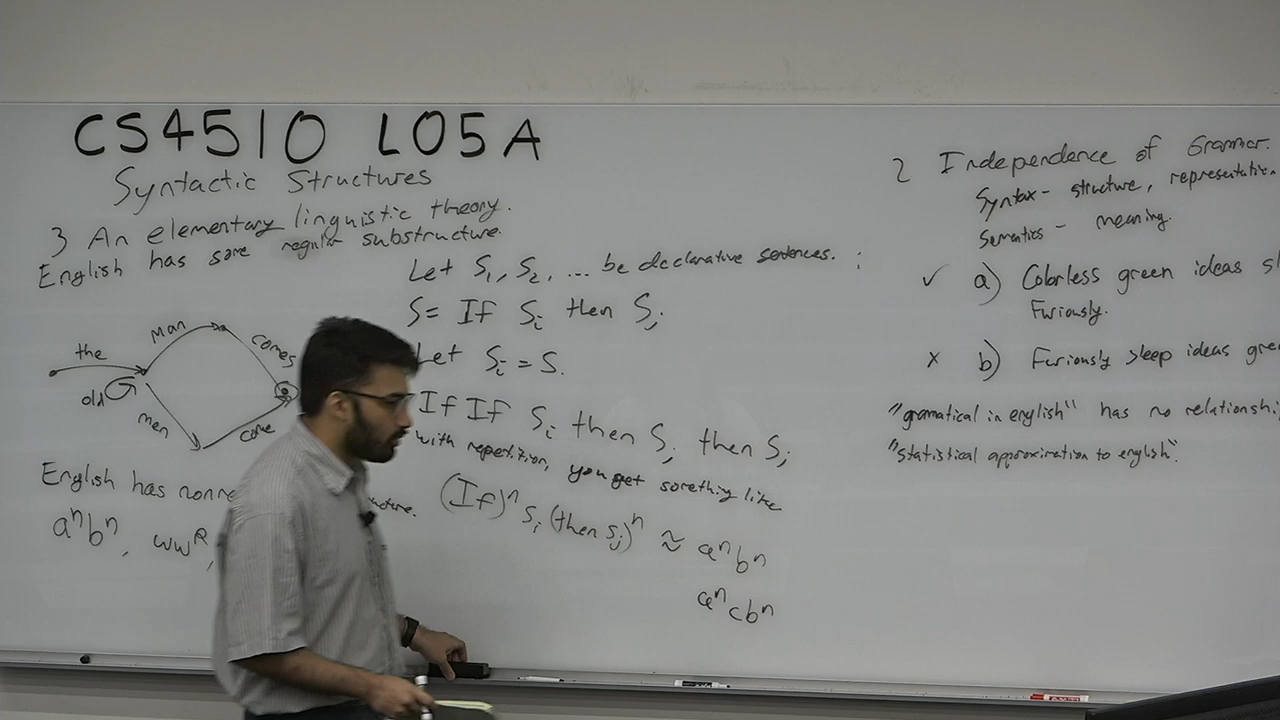 CS4510 L05A
Syntactic Structures
3 An elementary linguistic theory.
English has some regular substructure.
the
old
man
comes
men
come
English has
a^n b^n, ww^R,
Let S₁, S₂, ... be declarative sentences. :
S = If Sᵢ then Sⱼ
Let Sᵢ = S.
If If Sᵢ then Sⱼ then Sⱼ
with repetition, you get something like
(If)^n Sᵢ (then Sⱼ)^n ≈ a^n b^n
a^n c b^n
2 Independence of Grammar.
Syntax - structure, representation
Semantics - meaning.
✓ a) Colorless green ideas sl
Furiously.
x b) Furiously sleep ideas gree
"gramatical in english" has no relationshi
"statistical approximation to english".